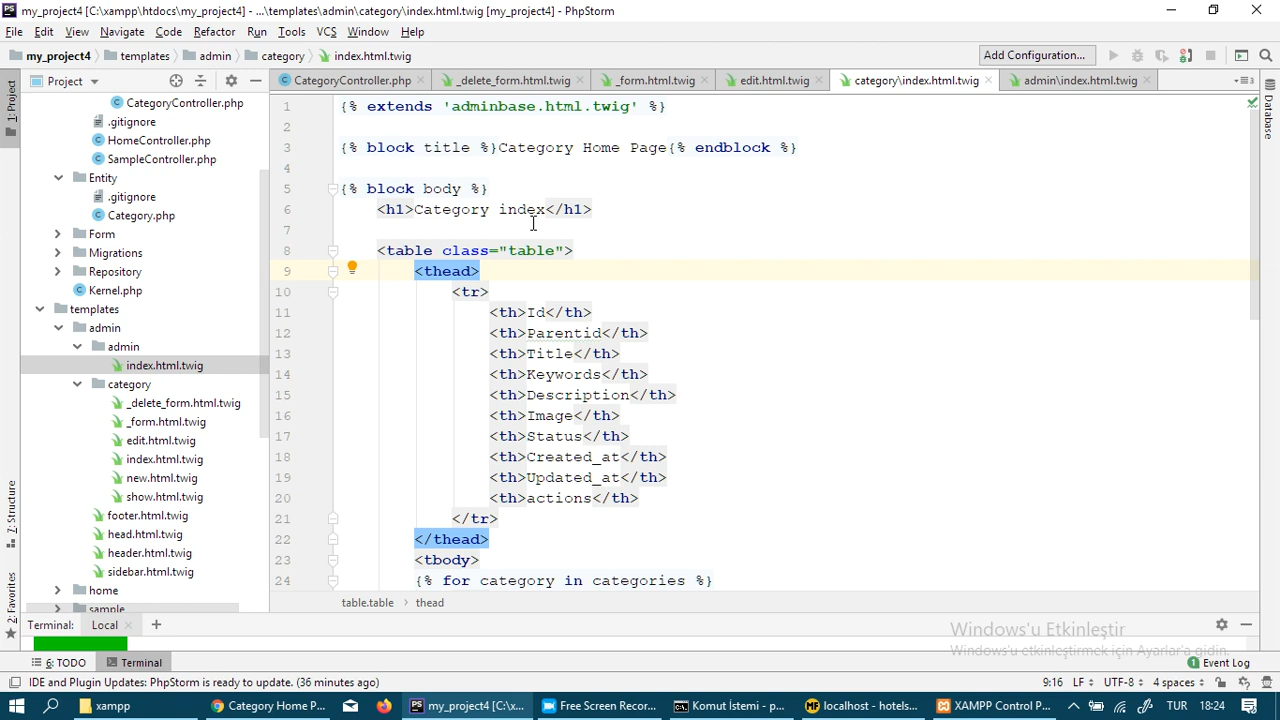 my_project4 [C:\xampp\htdocs\my_project4] - ...\templates\admin\category\index.html.twig [my_project4] - PhpStorm
File Edit View Navigate Code Refactor Run Tools VCS Window Help
my_project4 templates admin category index.html.twig Add Configuration...
1: Project
Project
CategoryController.php _delete_form.html.twig _form.html.twig edit.html.twig category\index.html.twig admin\index.html.twig
Database
CategoryController.php
.gitignore
HomeController.php
SampleController.php
Entity
.gitignore
Category.php
Form
Migrations
Repository
Kernel.php
templates
admin
admin
index.html.twig
category
_delete_form.html.twig
_form.html.twig
edit.html.twig
index.html.twig
new.html.twig
show.html.twig
footer.html.twig
head.html.twig
header.html.twig
sidebar.html.twig
home
sample
1 {% extends 'adminbase.html.twig' %}
2
3 {% block title %}Category Home Page{% endblock %}
4
5 {% block body %}
6 <h1>Category index</h1>
7
8 <table class="table">
9 <thead>
10 <tr>
11 <th>Id</th>
12 <th>Parentid</th>
13 <th>Title</th>
14 <th>Keywords</th>
15 <th>Description</th>
16 <th>Image</th>
17 <th>Status</th>
18 <th>Created_at</th>
19 <th>Updated_at</th>
20 <th>actions</th>
21 </tr>
22 </thead>
23 <tbody>
24 {% for category in categories %}
table.table thead
7: Structure
2: Favorites
Terminal: Local
Windows'u Etkinleştir
Windows'u etkinleştirmek için Ayarlar'a gidin.
6: TODO Terminal 1 Event Log
IDE and Plugin Updates: PhpStorm is ready to update. (36 minutes ago) 9:16 LF UTF-8 4 spaces
xampp Category Home P... my_project4 [C:\x... Free Screen Recor... Komut İstemi - p... localhost - hotels... XAMPP Control P... TUR 18:24